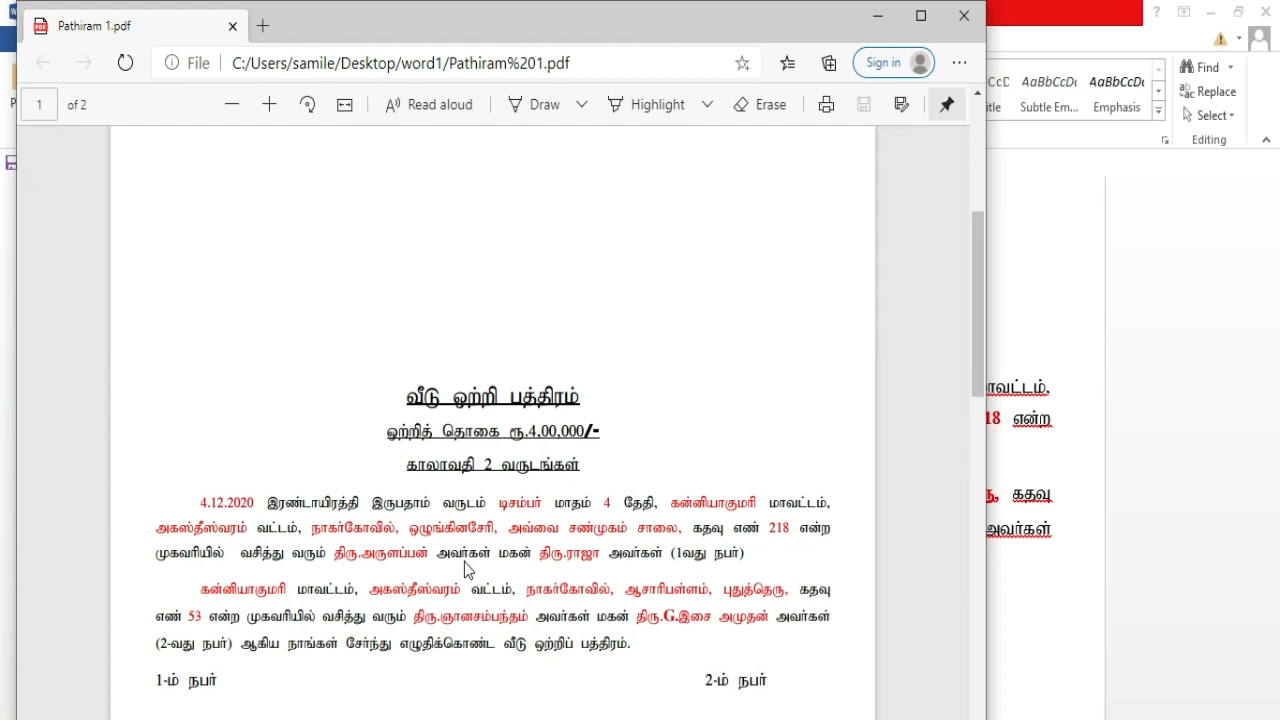 Pathiram 1.pdf
File
C:/Users/samile/Desktop/word1/Pathiram%201.pdf
Sign in
1 of 2
Read aloud
Draw
Highlight
Erase
Title
Subtle Em...
Emphasis
AaBbCcDc
AaBbCcDc
Find
Replace
Select
Editing
வீடு ஒற்றி பத்திரம்
ஒற்றித் தொகை ரூ.4,00,000/-
காலாவதி 2 வருடங்கள்
4.12.2020 இரண்டாயிரத்தி இருபதாம் வருடம் டிசம்பர் மாதம் 4 தேதி, கன்னியாகுமரி மாவட்டம்,
அகஸ்தீஸ்வரம் வட்டம், நாகர்கோவில், ஒழுங்கினசேரி, அவ்வை சண்முகம் சாலை, கதவு எண் 218 என்ற
முகவரியில் வசித்து வரும் திரு.அருளப்பன் அவர்கள் மகன் திரு.ராஜா அவர்கள் (1வது நபர்)
கன்னியாகுமரி மாவட்டம், அகஸ்தீஸ்வரம் வட்டம், நாகர்கோவில், ஆசாரிபள்ளம், புதுத்தெரு, கதவு
எண் 53 என்ற முகவரியில் வசித்து வரும் திரு.ஞானசம்பந்தம் அவர்கள் மகன் திரு.G.இசை அமுதன் அவர்கள்
(2-வது நபர்) ஆகிய நாங்கள் சேர்ந்து எழுதிக்கொண்ட வீடு ஒற்றிப் பத்திரம்.
1-ம் நபர் 2-ம் நபர்
மாவட்டம்,
18 என்ற
கதவு
அவர்கள்